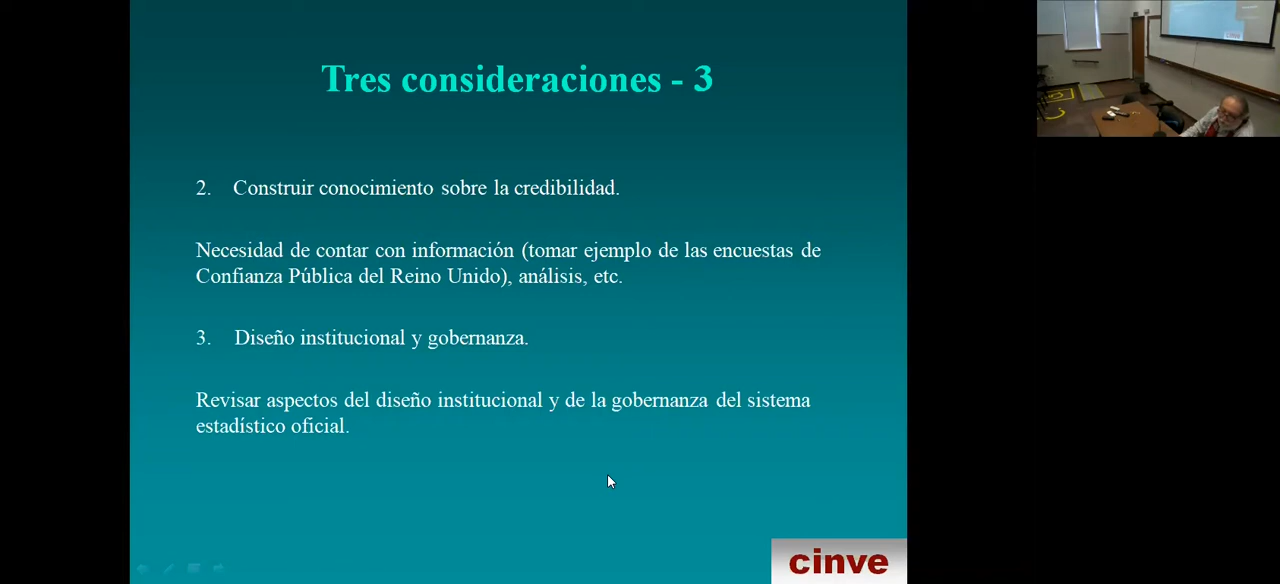 Tres consideraciones - 3
2. Construir conocimiento sobre la credibilidad.
Necesidad de contar con información (tomar ejemplo de las encuestas de
Confianza Pública del Reino Unido), análisis, etc.
3. Diseño institucional y gobernanza.
Revisar aspectos del diseño institucional y de la gobernanza del sistema
estadístico oficial.
cinve
cinve